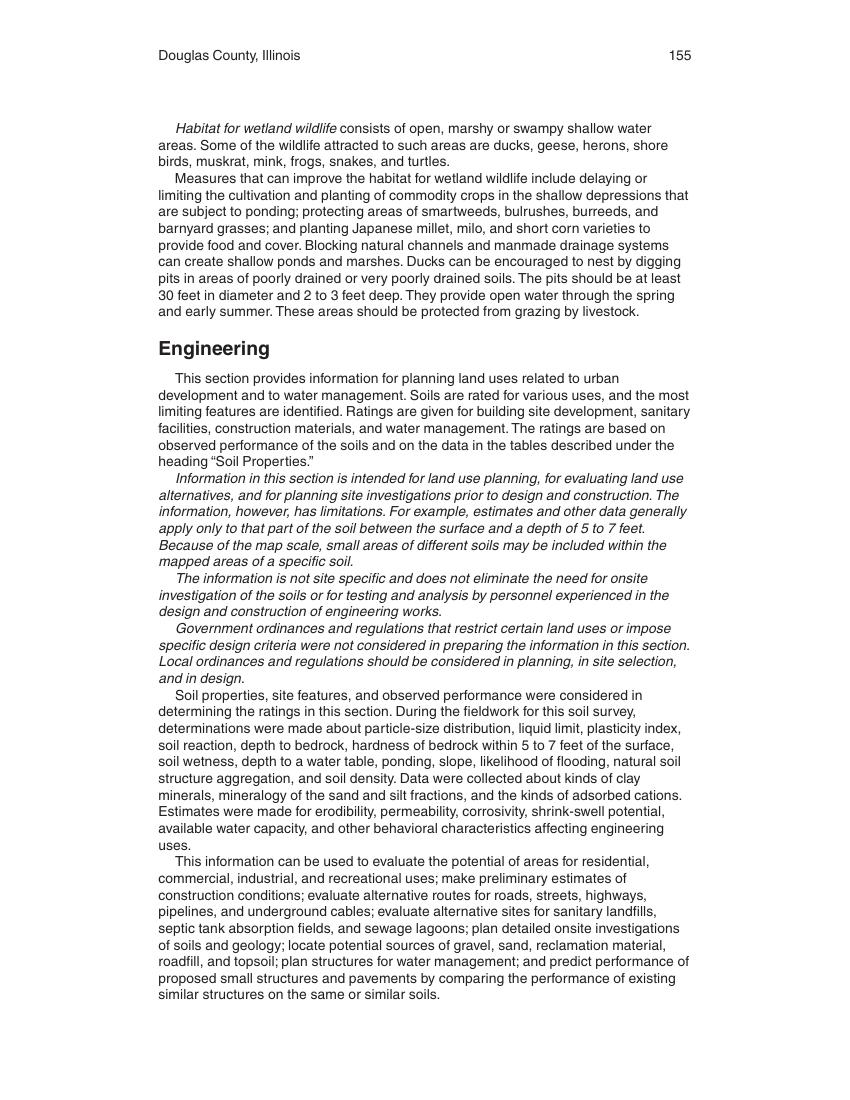 Douglas County, Illinois 155
Habitat for wetland wildlife consists of open, marshy or swampy shallow water
areas. Some of the wildlife attracted to such areas are ducks, geese, herons, shore
birds, muskrat, mink, frogs, snakes, and turtles.
Measures that can improve the habitat for wetland wildlife include delaying or
limiting the cultivation and planting of commodity crops in the shallow depressions that
are subject to ponding; protecting areas of smartweeds, bulrushes, burreeds, and
barnyard grasses; and planting Japanese millet, milo, and short corn varieties to
provide food and cover. Blocking natural channels and manmade drainage systems
can create shallow ponds and marshes. Ducks can be encouraged to nest by digging
pits in areas of poorly drained or very poorly drained soils. The pits should be at least
30 feet in diameter and 2 to 3 feet deep. They provide open water through the spring
and early summer. These areas should be protected from grazing by livestock.
Engineering
This section provides information for planning land uses related to urban
development and to water management. Soils are rated for various uses, and the most
limiting features are identified. Ratings are given for building site development, sanitary
facilities, construction materials, and water management. The ratings are based on
observed performance of the soils and on the data in the tables described under the
heading “Soil Properties.”
Information in this section is intended for land use planning, for evaluating land use
alternatives, and for planning site investigations prior to design and construction. The
information, however, has limitations. For example, estimates and other data generally
apply only to that part of the soil between the surface and a depth of 5 to 7 feet.
Because of the map scale, small areas of different soils may be included within the
mapped areas of a specific soil.
The information is not site specific and does not eliminate the need for onsite
investigation of the soils or for testing and analysis by personnel experienced in the
design and construction of engineering works.
Government ordinances and regulations that restrict certain land uses or impose
specific design criteria were not considered in preparing the information in this section.
Local ordinances and regulations should be considered in planning, in site selection,
and in design.
Soil properties, site features, and observed performance were considered in
determining the ratings in this section. During the fieldwork for this soil survey,
determinations were made about particle-size distribution, liquid limit, plasticity index,
soil reaction, depth to bedrock, hardness of bedrock within 5 to 7 feet of the surface,
soil wetness, depth to a water table, ponding, slope, likelihood of flooding, natural soil
structure aggregation, and soil density. Data were collected about kinds of clay
minerals, mineralogy of the sand and silt fractions, and the kinds of adsorbed cations.
Estimates were made for erodibility, permeability, corrosivity, shrink-swell potential,
available water capacity, and other behavioral characteristics affecting engineering
uses.
This information can be used to evaluate the potential of areas for residential,
commercial, industrial, and recreational uses; make preliminary estimates of
construction conditions; evaluate alternative routes for roads, streets, highways,
pipelines, and underground cables; evaluate alternative sites for sanitary landfills,
septic tank absorption fields, and sewage lagoons; plan detailed onsite investigations
of soils and geology; locate potential sources of gravel, sand, reclamation material,
roadfill, and topsoil; plan structures for water management; and predict performance of
proposed small structures and pavements by comparing the performance of existing
similar structures on the same or similar soils.